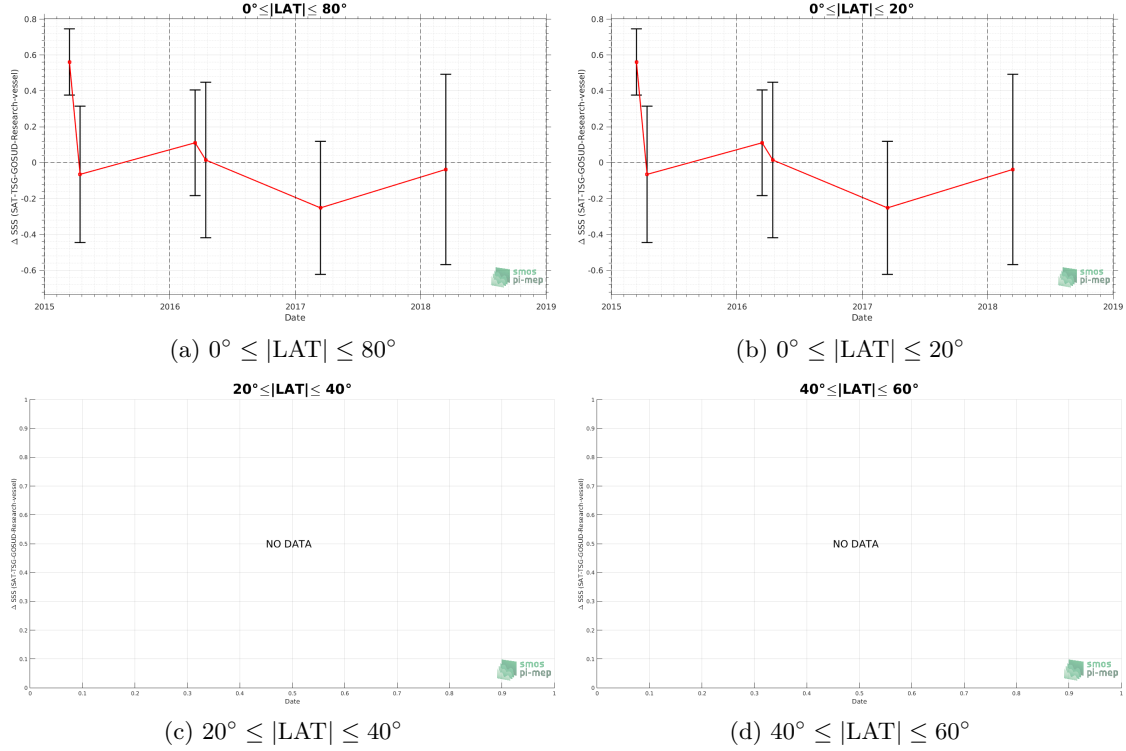 0°≤|LAT|≤ 80°
0.8
0.6
0.4
0.2
0
-0.2
-0.4
-0.6
Δ SSS (SAT-TSG-GOSUD-Research-vessel)
smos
pi-mep
2015 2016 2017 2018 2019
Date
(a) 0° ≤ |LAT| ≤ 80°
0°≤|LAT|≤ 20°
0.8
0.6
0.4
0.2
0
-0.2
-0.4
-0.6
Δ SSS (SAT-TSG-GOSUD-Research-vessel)
smos
pi-mep
2015 2016 2017 2018 2019
Date
(b) 0° ≤ |LAT| ≤ 20°
20°≤|LAT|≤ 40°
1
0.9
0.8
0.7
0.6
0.5
0.4
0.3
0.2
0.1
0
Δ SSS (SAT-TSG-GOSUD-Research-vessel)
NO DATA
smos
pi-mep
0 0.1 0.2 0.3 0.4 0.5 0.6 0.7 0.8 0.9 1
Date
(c) 20° ≤ |LAT| ≤ 40°
40°≤|LAT|≤ 60°
1
0.9
0.8
0.7
0.6
0.5
0.4
0.3
0.2
0.1
0
Δ SSS (SAT-TSG-GOSUD-Research-vessel)
NO DATA
smos
pi-mep
0 0.1 0.2 0.3 0.4 0.5 0.6 0.7 0.8 0.9 1
Date
(d) 40° ≤ |LAT| ≤ 60°